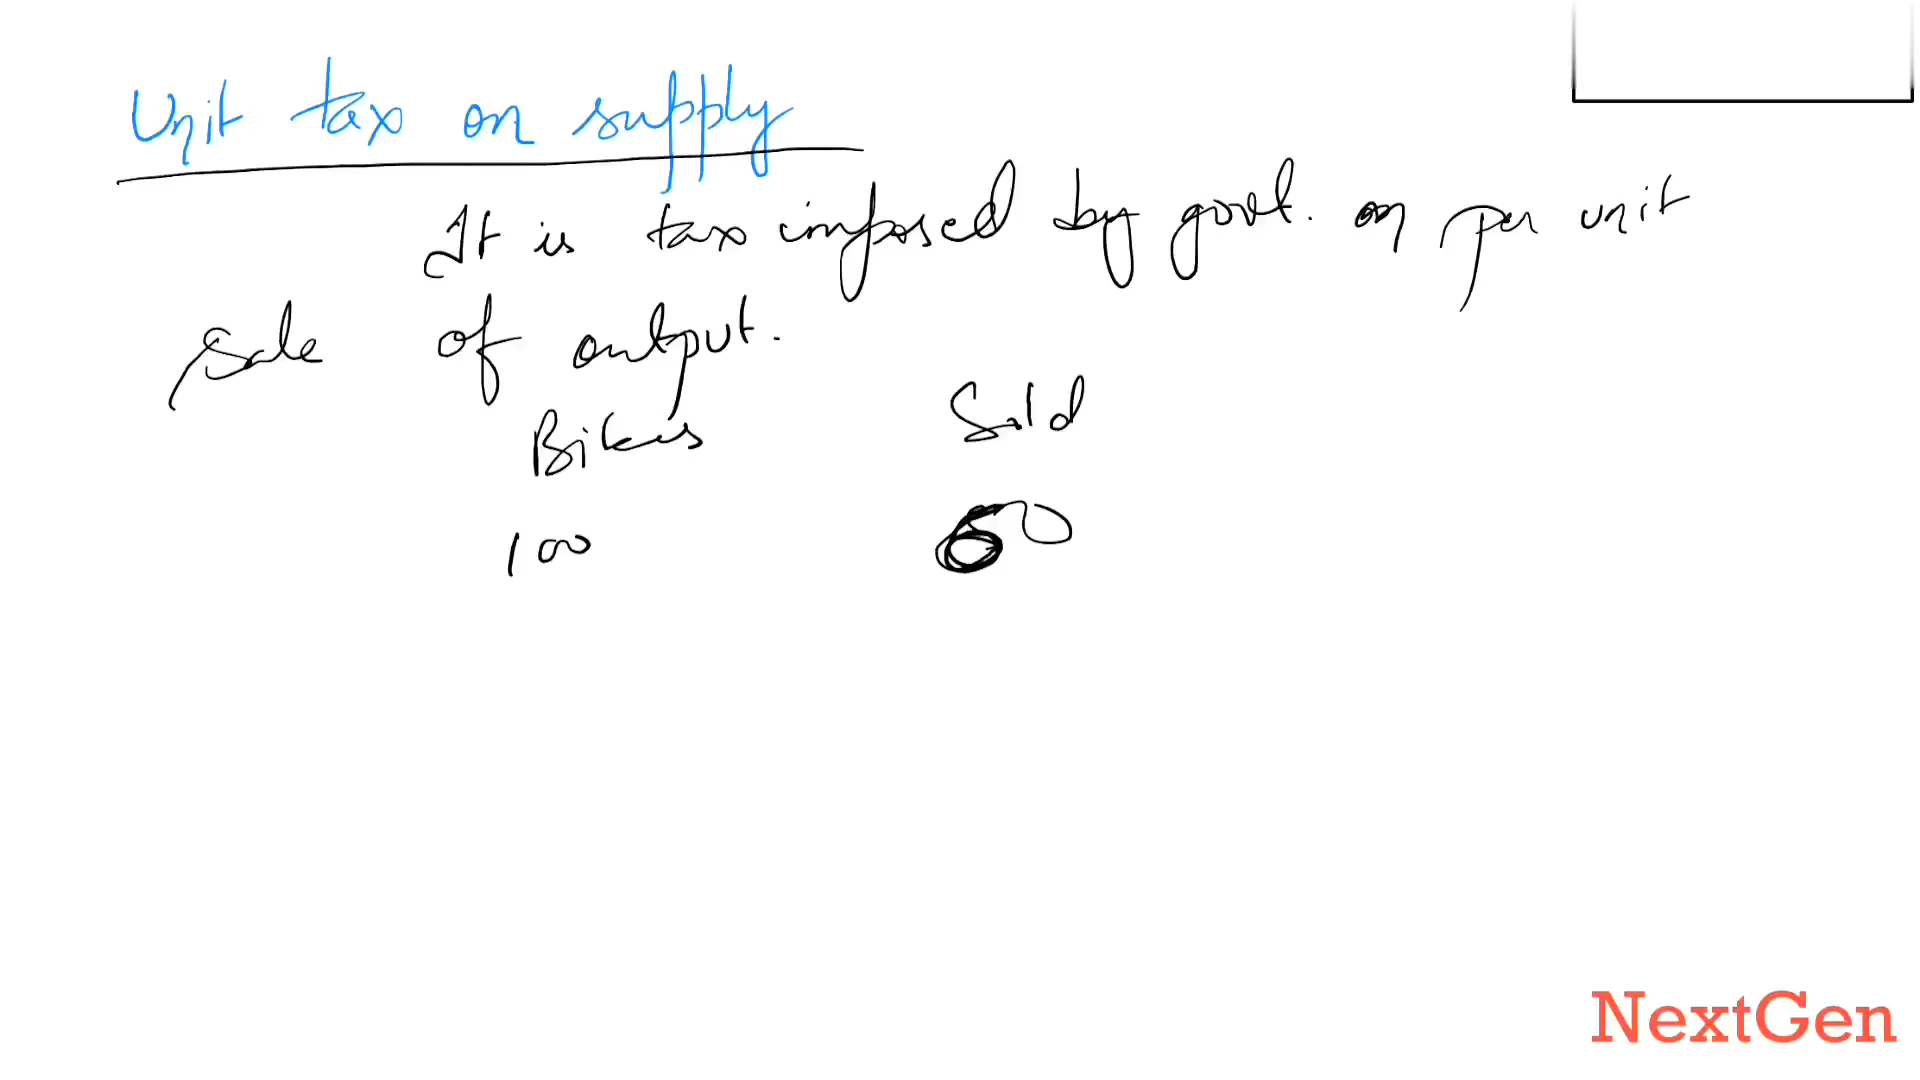 Unit tax on supply
It is tax imposed by govt. on per unit
sale of output.
Bikes Sold
100 60
NextGen